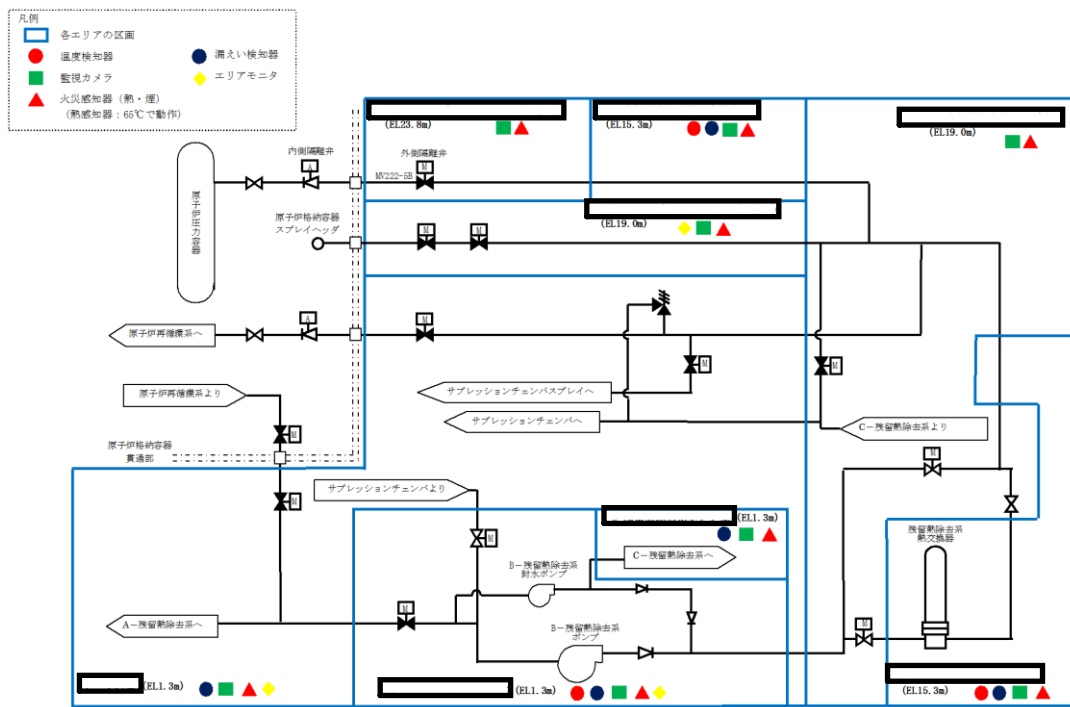 凡例
各エリアの区画
温度検知器
漏えい検知器
監視カメラ
エリアモニタ
火災感知器（熱・煙）
（熱感知器：65℃で動作）
(EL23.8m)
(EL15.3m)
(EL19.0m)
内側隔離弁
外側隔離弁
A
M
MV222-5B
原子炉圧力容器
(EL19.0m)
原子炉格納容器
スプレイヘッダ
M
M
原子炉再循環系へ
A
M
M
M
サプレッションチェンバスプレイへ
原子炉再循環系より
サプレッションチェンバへ
C－残留熱除去系より
M
原子炉格納容器
貫通部
M
サプレッションチェンバより
M
M
(EL1.3m)
残留熱除去系
熱交換器
C－残留熱除去系へ
B－残留熱除去系
封水ポンプ
M
A－残留熱除去系へ
B－残留熱除去系
ポンプ
M
(EL1.3m)
(EL1.3m)
(EL15.3m)